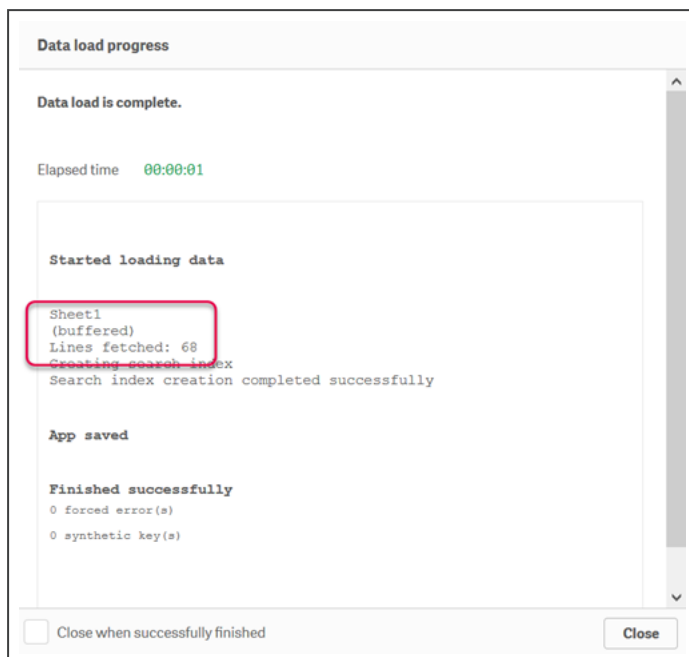 Data load progress
Data load is complete.
Elapsed time 00:00:01
Started loading data
Sheet1
(buffered)
Lines fetched: 68
Creating search index
Search index creation completed successfully
App saved
Finished successfully
0 forced error(s)
0 synthetic key(s)
Close when successfully finished
Close